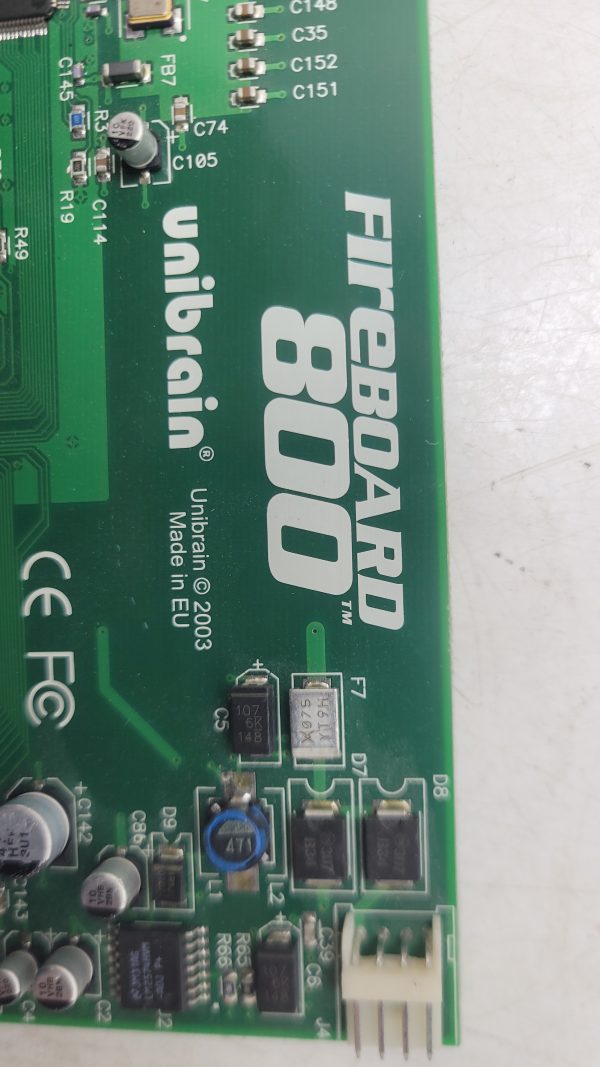 C148
C35
C152
C151
FB7
C145
R3
C74
C105
R19
C114
R49
unibrain®
FireBOARD
800™
Unibrain © 2003
Made in EU
CE FC
C5
107
6K
14B
F7
D7
D8
C142
D9
L1
L2
471
C143
R66
R65
C6
C39
J4
J2
C2
C4